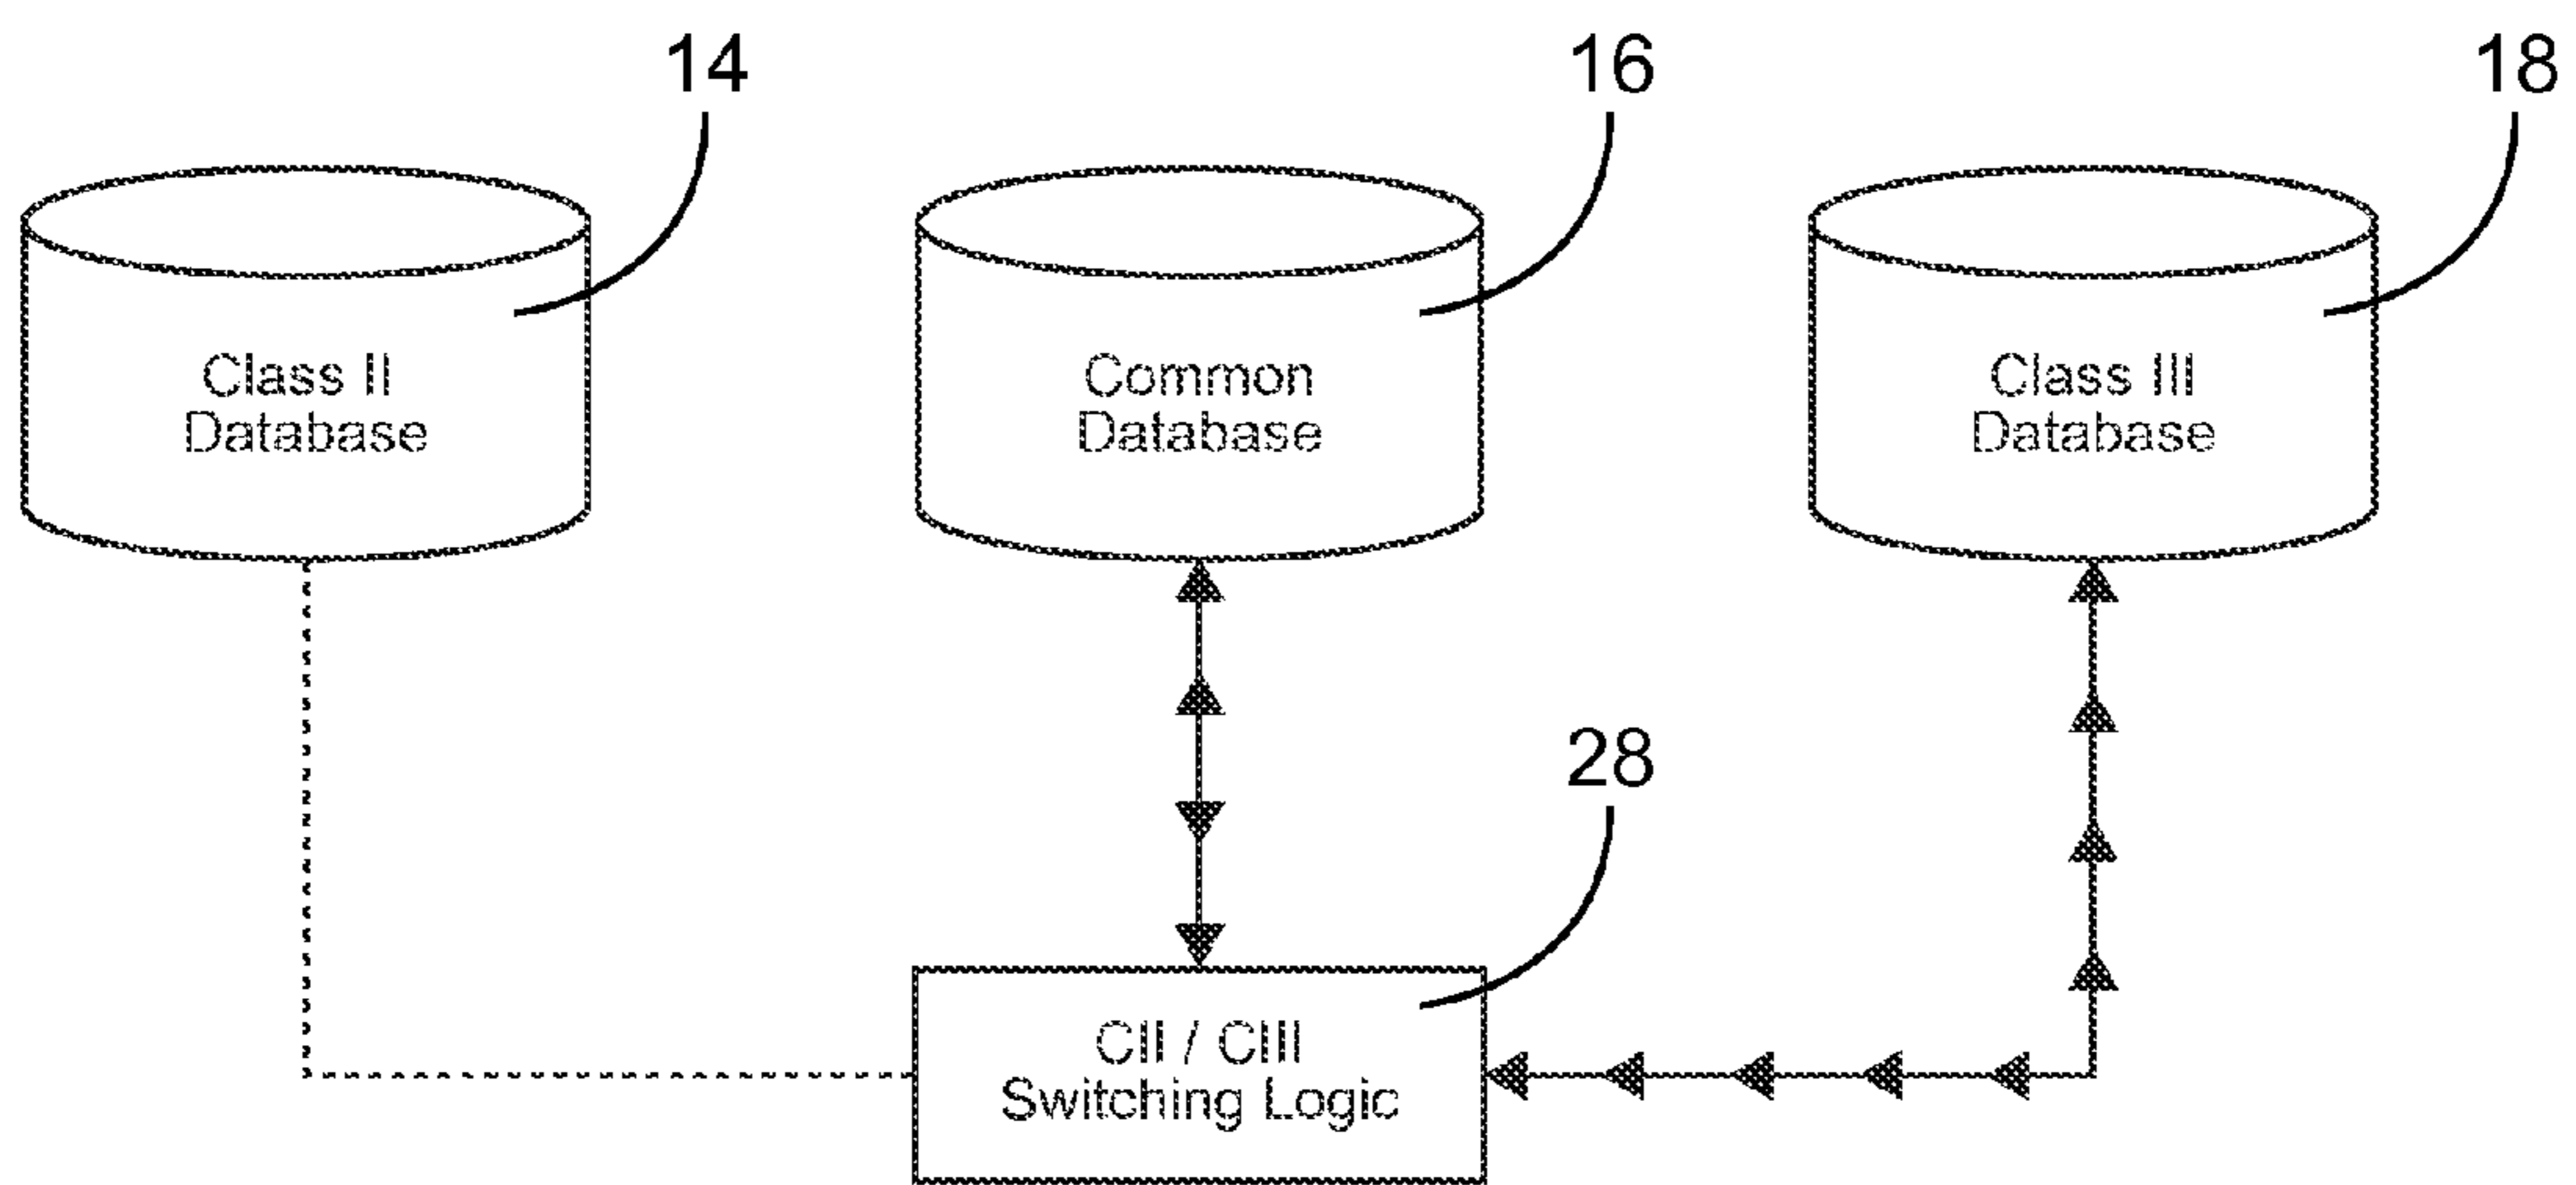 14
16
18
Class II
Database
Common
Database
Class III
Database
28
CII / CIII
Switching Logic